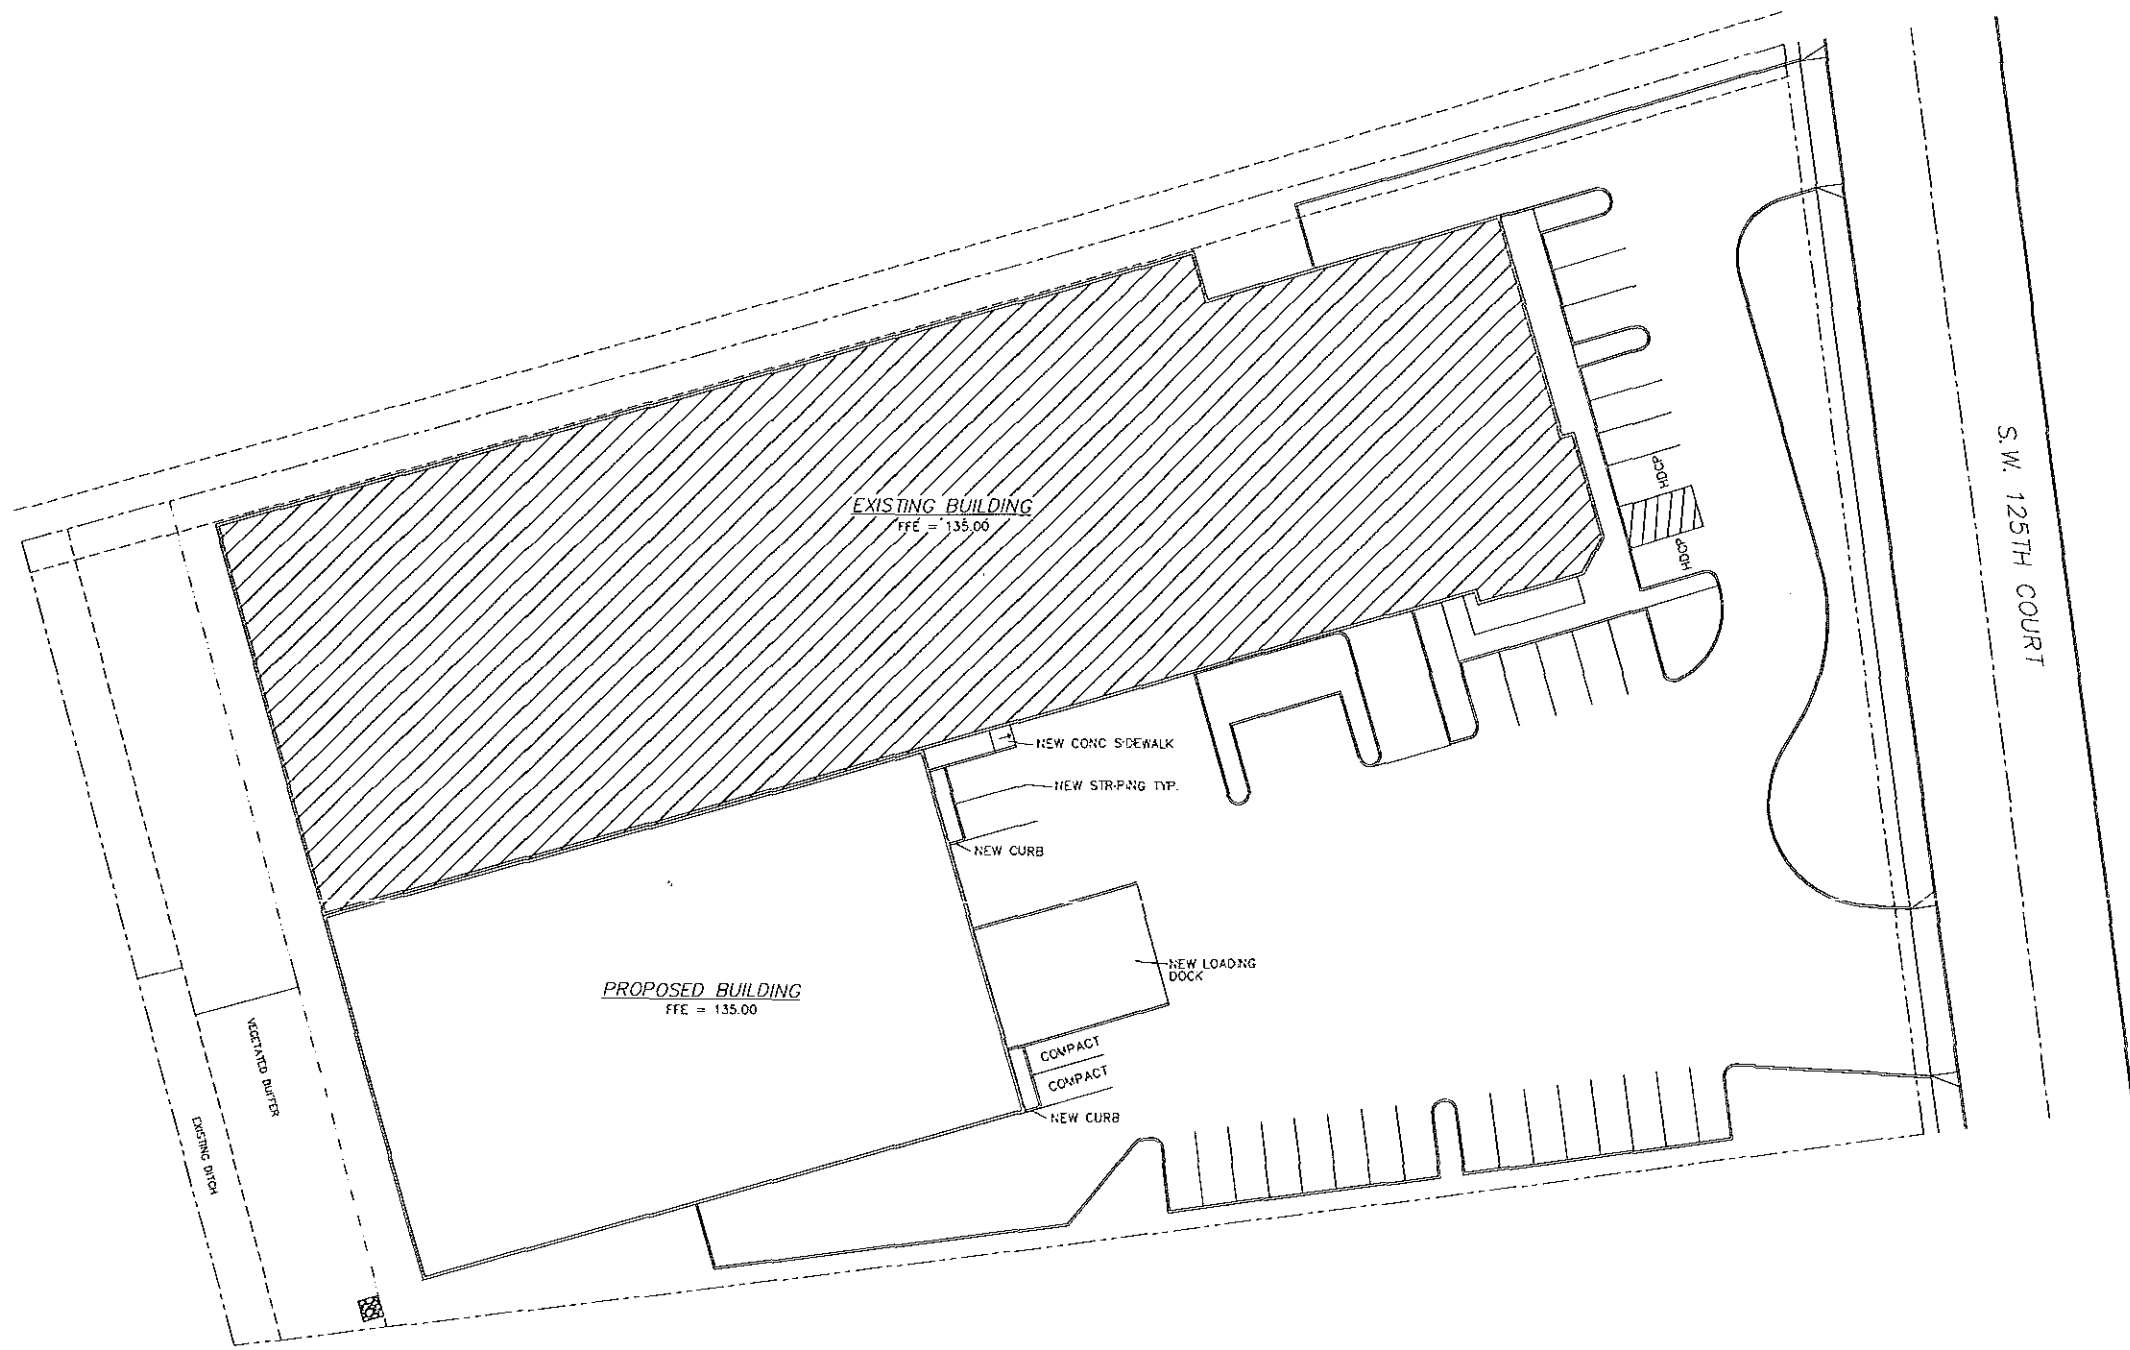 HDCP
HDCP
S.W. 125TH COURT
EXISTING BUILDING
FFE = 135.00
NEW CONC SIDEWALK
NEW STRIPING TYP.
NEW CURB
NEW LOADING
DOCK
PROPOSED BUILDING
FFE = 135.00
COMPACT
COMPACT
NEW CURB
VEGETATED BUFFER
EXISTING DITCH